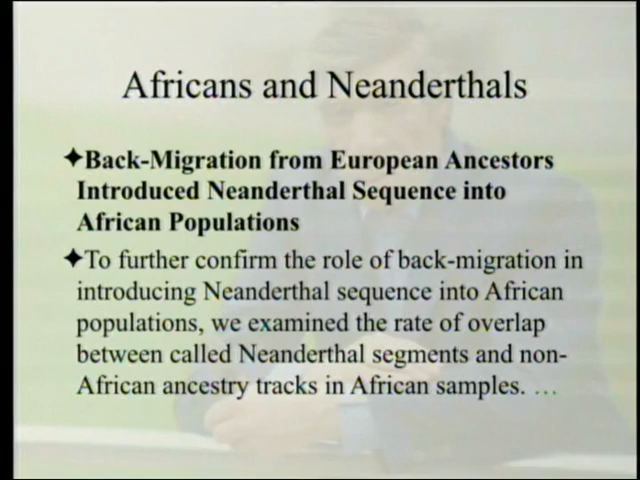 Africans and Neanderthals
✦Back-Migration from European Ancestors
Introduced Neanderthal Sequence into
African Populations
✦To further confirm the role of back-migration in
introducing Neanderthal sequence into African
populations, we examined the rate of overlap
between called Neanderthal segments and non-
African ancestry tracks in African samples. …